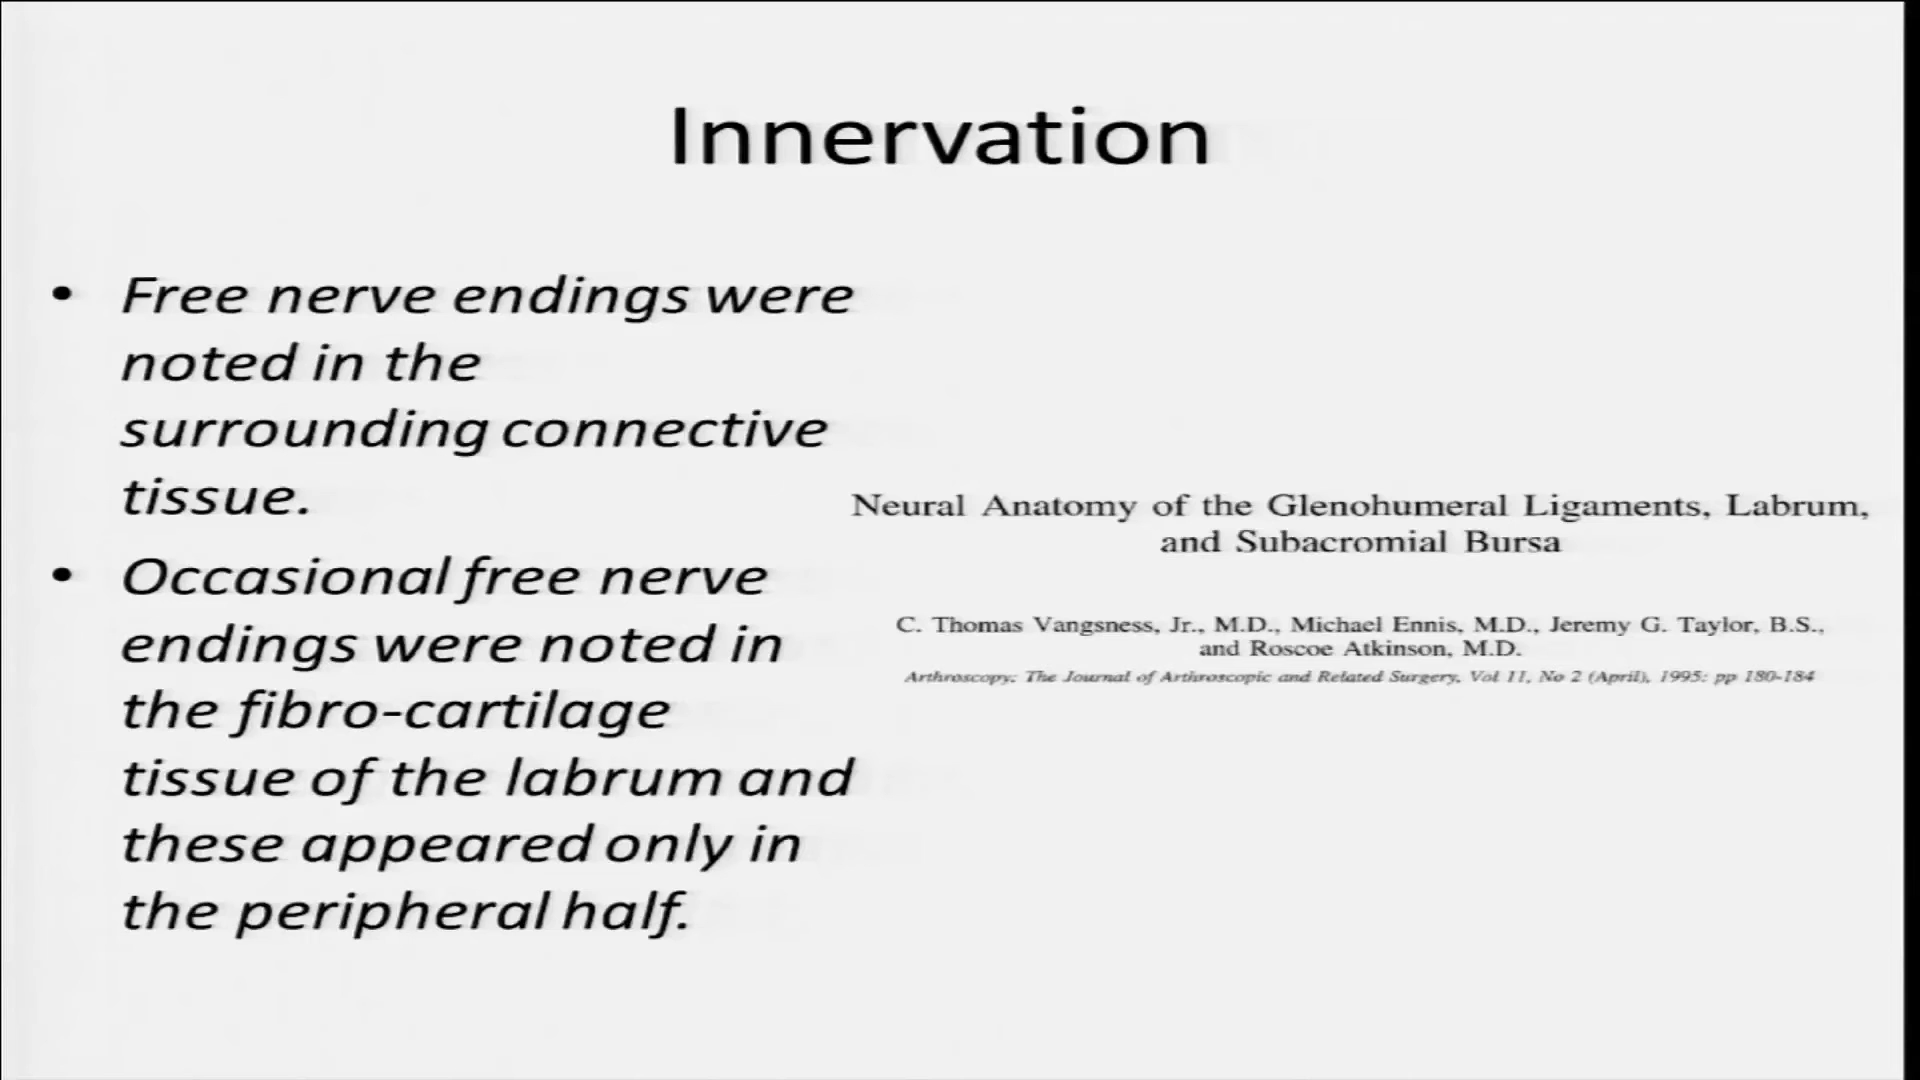 Innervation
• Free nerve endings were
noted in the
surrounding connective
tissue.
• Occasional free nerve
endings were noted in
the fibro-cartilage
tissue of the labrum and
these appeared only in
the peripheral half.
Neural Anatomy of the Glenohumeral Ligaments, Labrum,
and Subacromial Bursa
C. Thomas Vangsness, Jr., M.D., Michael Ennis, M.D., Jeremy G. Taylor, B.S.,
and Roscoe Atkinson, M.D.
Arthroscopy: The Journal of Arthroscopic and Related Surgery, Vol 11, No 2 (April), 1995: pp 180-184